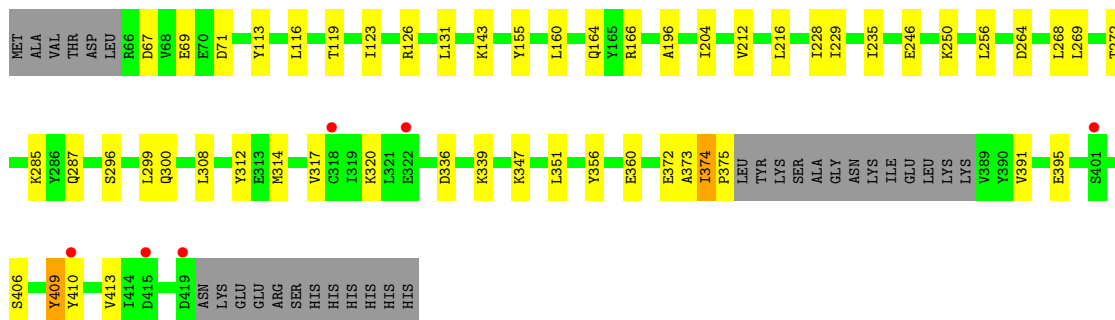 MET ALA VAL THR ASP LEU R66 D67 V68 E69 E70 D71 Y113 L116 T119 I123 R126 L131 K143 Y155 L160 Q164 Y165 R166 A196 I204 V212 L216 I228 I229 I235 E246 K250 L256 D264 L268 L269
K285 Y286 Q287 S296 L299 Q300 L308 Y312 E313 M314 V317 C318 I319 K320 L321 E322 D336 K339 K347 L351 Y356 E360 E372 A373 I374 P375 LEU TYR LYS SER ALA GLY ASN LYS ILE GLU LEU LYS LYS V389 Y390 V391 E395 S401
S406 Y409 Y410 V413 I414 D415 D419 ASN LYS GLU GLU ARG SER HIS HIS HIS HIS HIS HIS